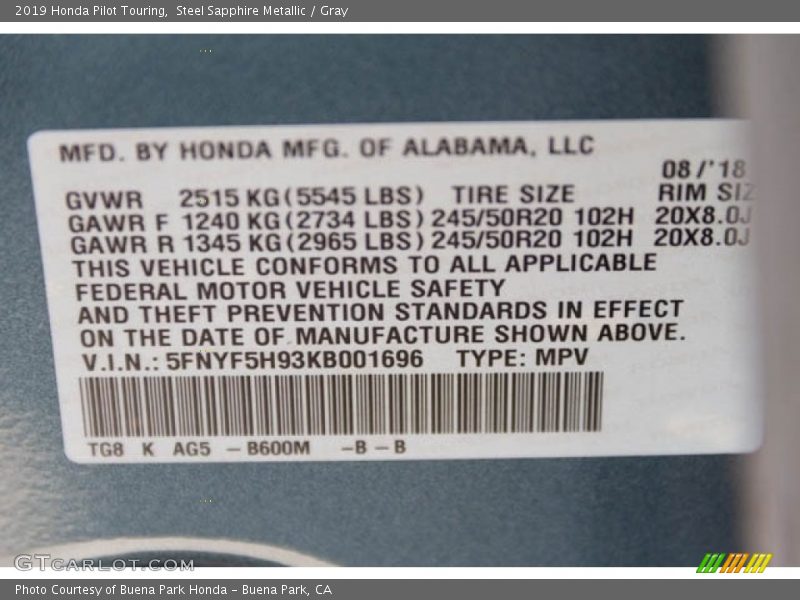 2019 Honda Pilot Touring, Steel Sapphire Metallic / Gray
MFD. BY HONDA MFG. OF ALABAMA, LLC
08/'18
GVWR 2515 KG (5545 LBS) TIRE SIZE RIM SIZ
GAWR F 1240 KG (2734 LBS) 245/50R20 102H 20X8.0J
GAWR R 1345 KG (2965 LBS) 245/50R20 102H 20X8.0J
THIS VEHICLE CONFORMS TO ALL APPLICABLE
FEDERAL MOTOR VEHICLE SAFETY
AND THEFT PREVENTION STANDARDS IN EFFECT
ON THE DATE OF MANUFACTURE SHOWN ABOVE.
V.I.N.: 5FNYF5H93KB001696 TYPE: MPV
TG8 K AG5 – B600M –B – B
GTCARLOT.COM
Photo Courtesy of Buena Park Honda – Buena Park, CA